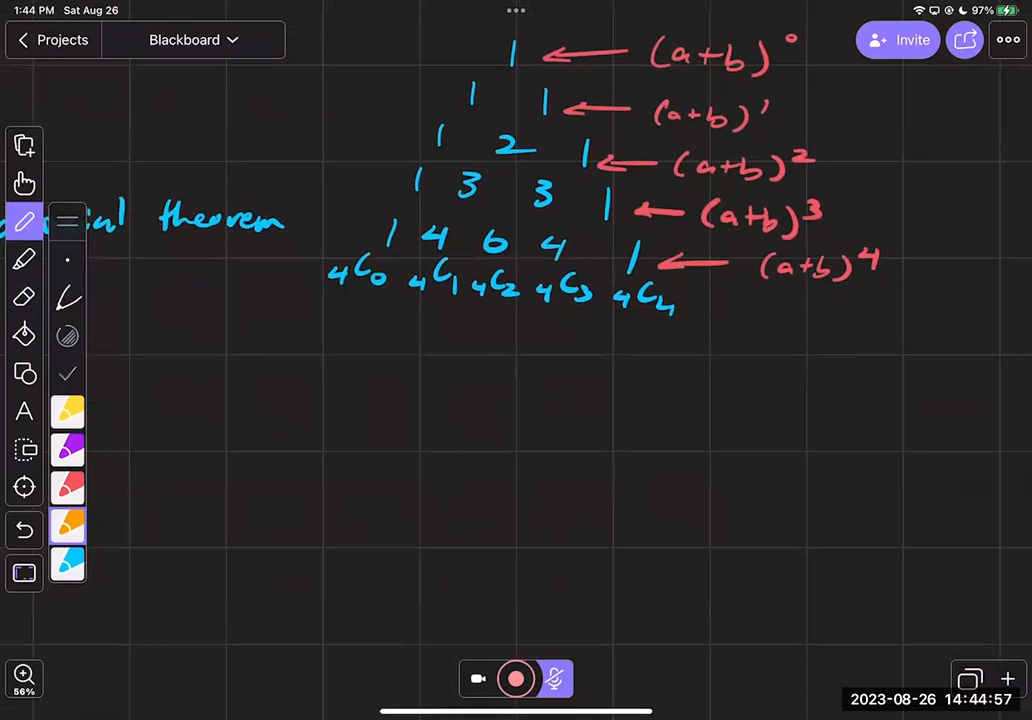 1:44 PM Sat Aug 26
97%
Projects
Blackboard
Invite
1 ← (a+b)⁰
1 1 ← (a+b)¹
1 2 1 ← (a+b)²
1 3 3 1 ← (a+b)³
theorem
1 4 6 4 1 ← (a+b)⁴
₄C₀ ₄C₁ ₄C₂ ₄C₃ ₄C₄
A
56%
2023-08-26 14:44:57